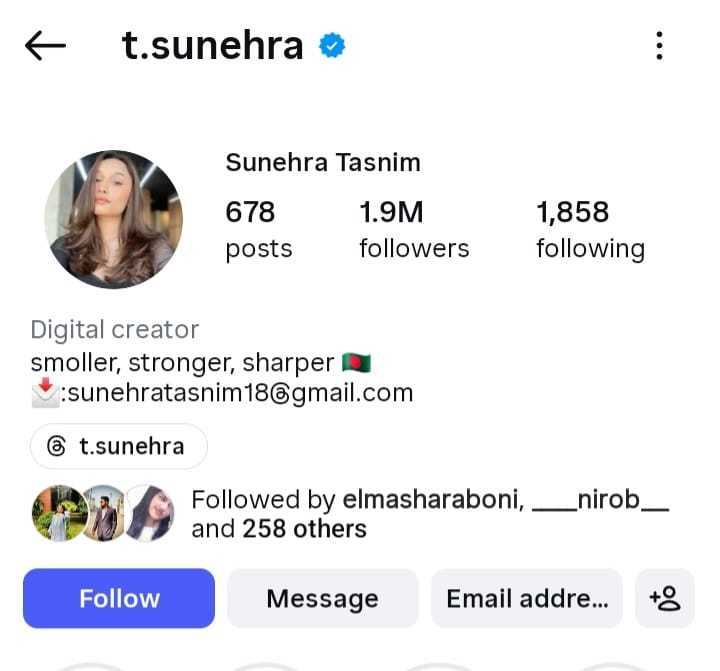 t.sunehra
Sunehra Tasnim
678 1.9M 1,858
posts followers following
Digital creator
smoller, stronger, sharper 🇧🇩
📩:sunehratasnim18@gmail.com
t.sunehra
Followed by elmasharaboni, ____nirob__
and 258 others
Follow Message Email addre...